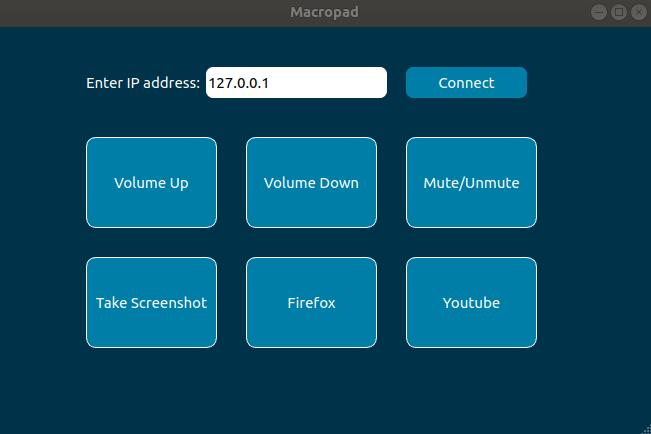 Macropad
Enter IP address: 127.0.0.1 Connect
Volume Up Volume Down Mute/Unmute
Take Screenshot Firefox Youtube